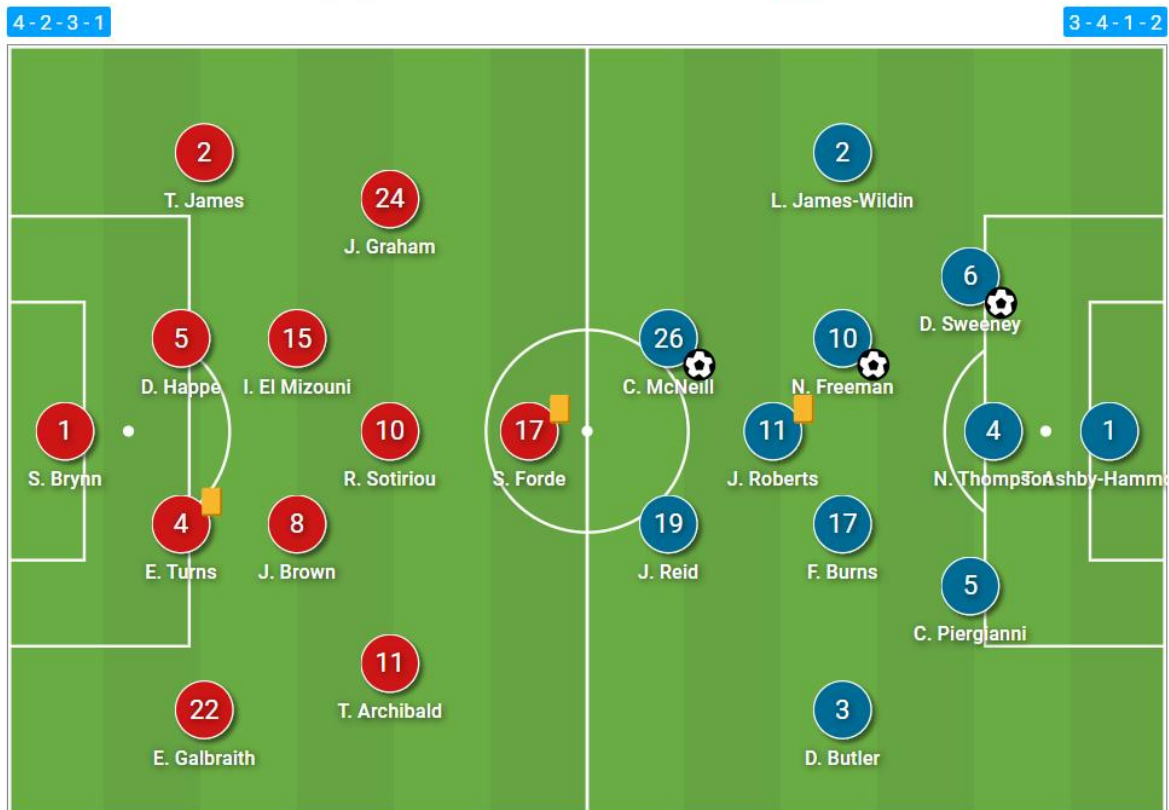 4 - 2 - 3 - 1
3 - 4 - 1 - 2
2
T. James
24
J. Graham
5
D. Happe
15
I. El Mizouni
1
S. Brynn
10
R. Sotiriou
17
S. Forde
4
E. Turns
8
J. Brown
11
T. Archibald
22
E. Galbraith
2
L. James-Wildin
6
D. Sweeney
26
C. McNeill
10
N. Freeman
11
J. Roberts
4
N. Thompson
1
T. Ashby-Hammo
19
J. Reid
17
F. Burns
5
C. Piergianni
3
D. Butler